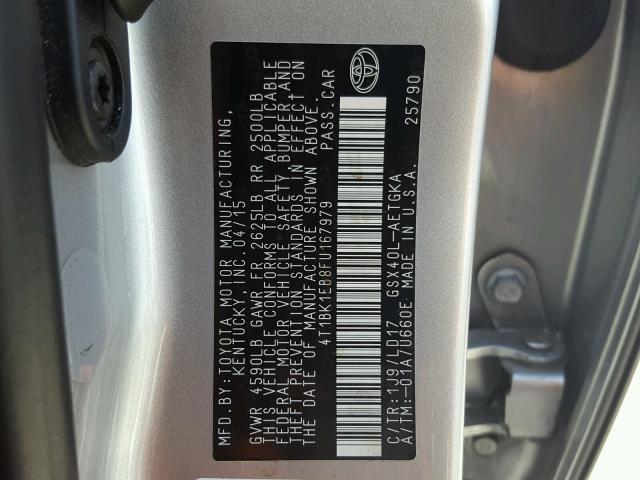 MFD.BY:TOYOTA MOTOR MANUFACTURING,
KENTUCKY, INC. 04/15
GVWR 4590LB GAWR FR 2625LB RR 2500LB
THIS VEHICLE CONFORMS TO ALL APPLICABLE
FEDERAL MOTOR VEHICLE SAFETY, BUMPER, AND
THEFT PREVENTION STANDARDS IN EFFECT ON
THE DATE OF MANUFACTURE SHOWN ABOVE.
4T1BK1EB8FU167979 PASS. CAR
C/TR:1J9/LD17 GSX40L-AETGKA
A/TM:-01A/U660E MADE IN U.S.A. 25790